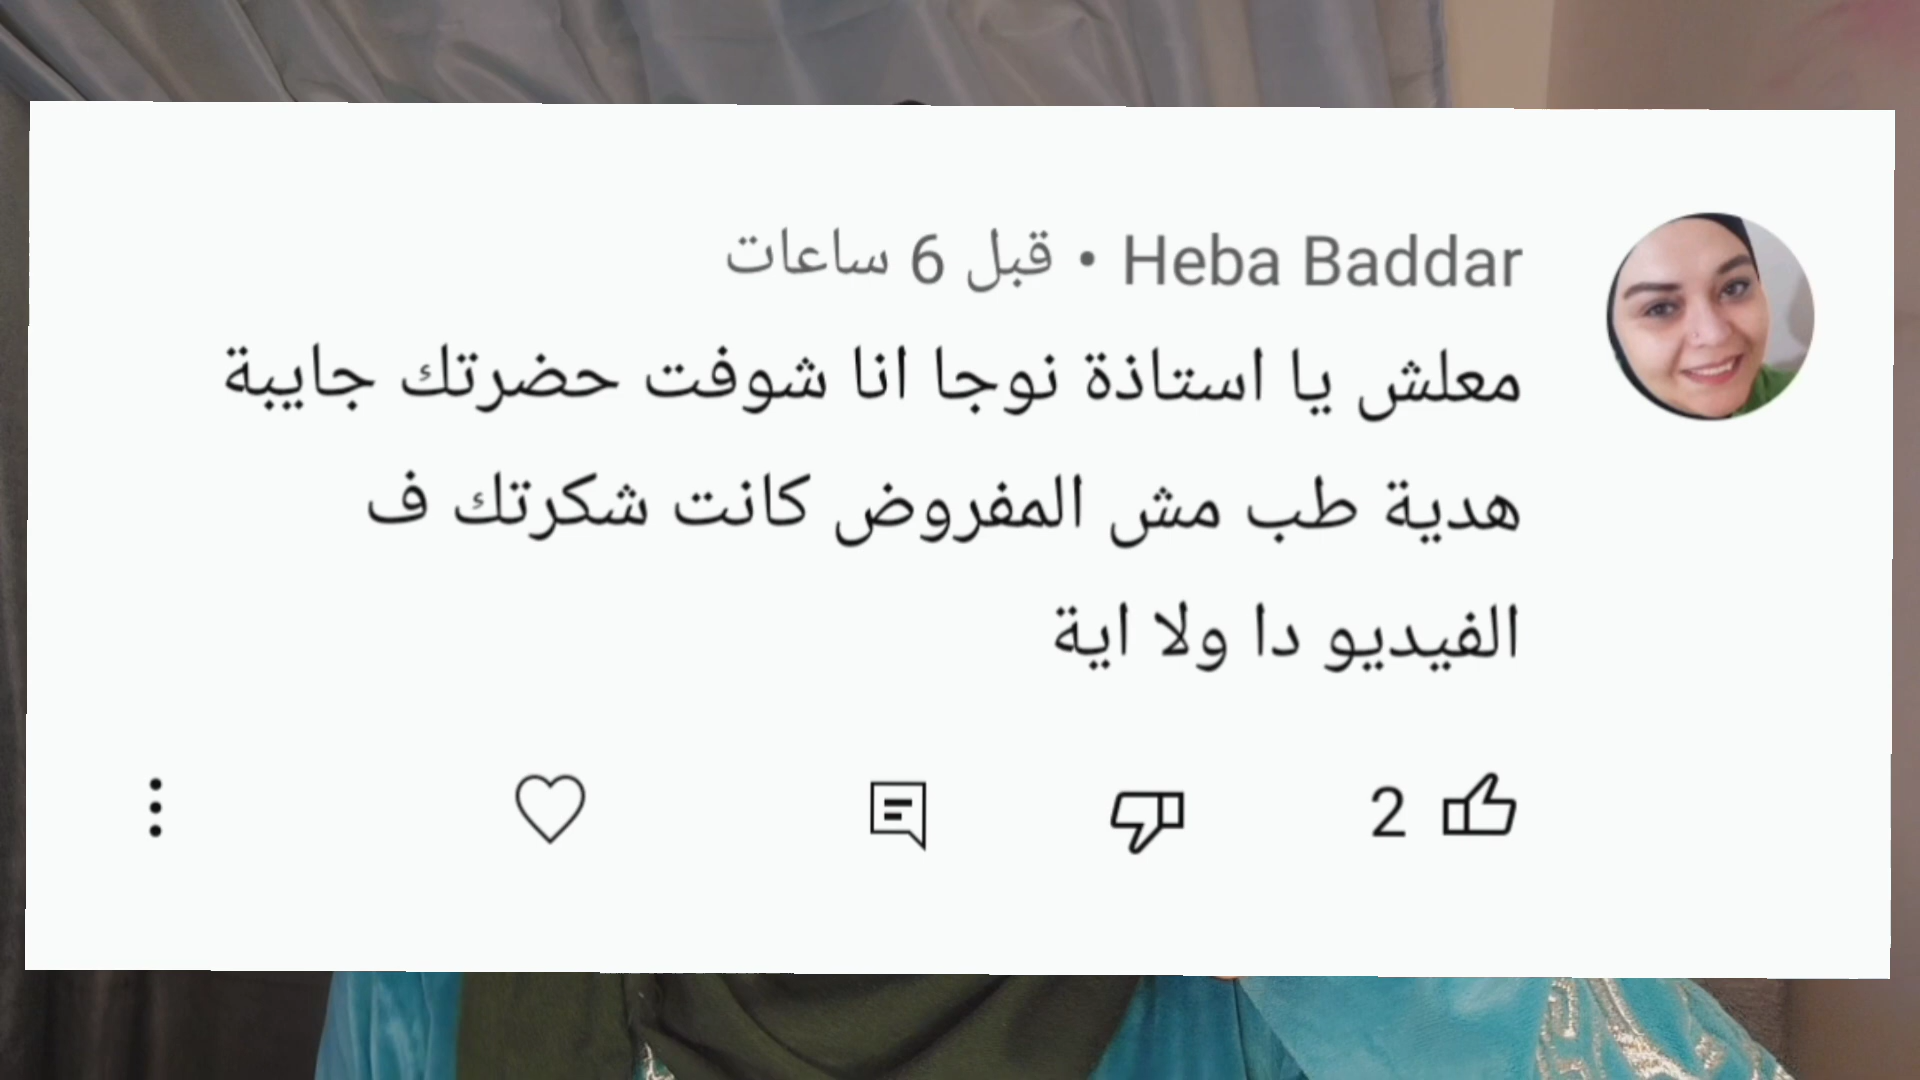 Heba Baddar • قبل 6 ساعات
معلش يا استاذة نوجا انا شوفت حضرتك جايبة
هدية طب مش المفروض كانت شكرتك ف
الفيديو دا ولا اية
2